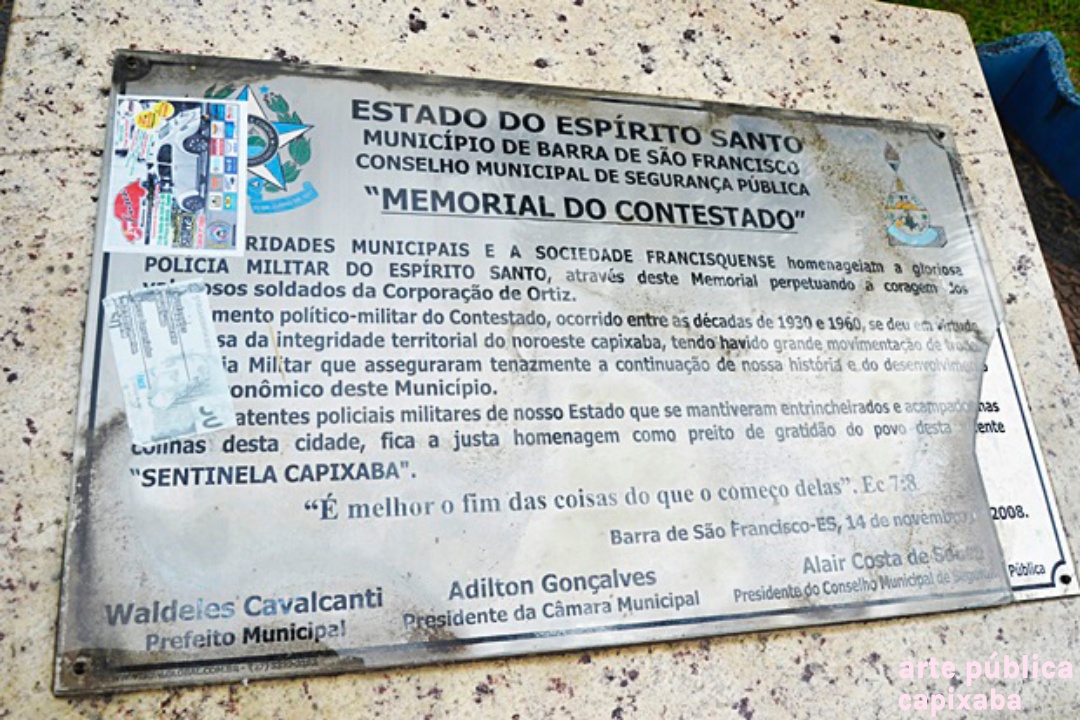 ESTADO DO ESPÍRITO SANTO
MUNICÍPIO DE BARRA DE SÃO FRANCISCO
CONSELHO MUNICIPAL DE SEGURANÇA PÚBLICA
"MEMORIAL DO CONTESTADO"
RIDADES MUNICIPAIS E A SOCIEDADE FRANCISQUENSE homenageiam a gloriosa
POLÍCIA MILITAR DO ESPÍRITO SANTO, através deste Memorial perpetuando a coragem dos
osos soldados da Corporação de Ortiz.
mento político-militar do Contestado, ocorrido entre as décadas de 1930 e 1960, se deu em virtude
sa da integridade territorial do noroeste capixaba, tendo havido grande movimentação de
ia Militar que asseguraram tenazmente a continuação de nossa história e do desenvolvimento
onômico deste Município.
atentes policiais militares de nosso Estado que se mantiveram entrincheirados e acampados nas
colinas desta cidade, fica a justa homenagem como preito de gratidão do povo desta ente
"SENTINELA CAPIXABA".
"É melhor o fim das coisas do que o começo delas". Ec 7:8
Barra de São Francisco-ES, 14 de novembro 2008.
Waldeles Cavalcanti
Prefeito Municipal
Adilton Gonçalves
Presidente da Câmara Municipal
Alair Costa de
Presidente do Conselho Municipal de Segurança Pública
arte pública
capixaba